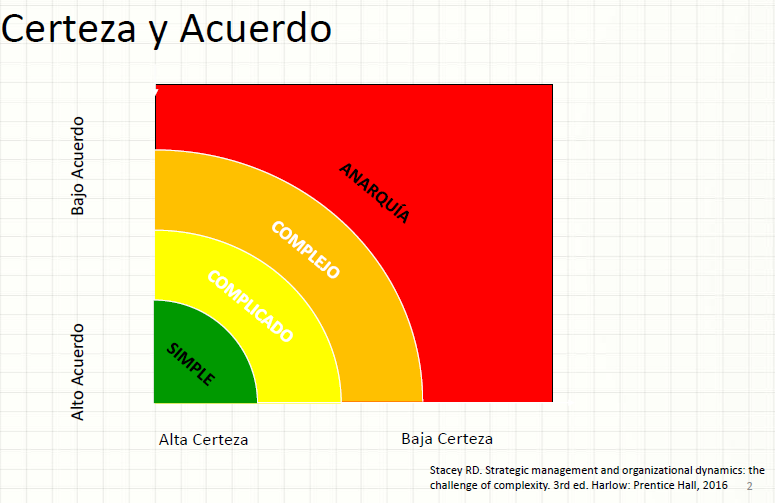 Certeza y Acuerdo
Bajo Acuerdo
Alto Acuerdo
ANARQUÍA
COMPLEJO
COMPLICADO
SIMPLE
Alta Certeza
Baja Certeza
Stacey RD. Strategic management and organizational dynamics: the
challenge of complexity. 3rd ed. Harlow: Prentice Hall, 2016
2